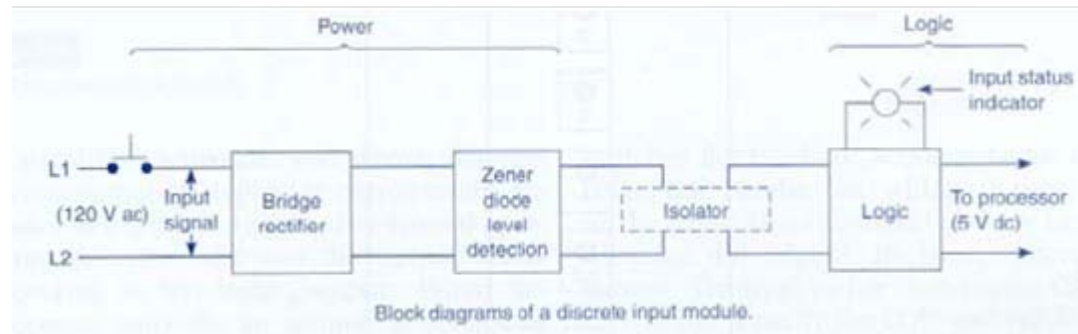 Power
Logic
Input status
indicator
L1
(120 V ac)
L2
Input
signal
Bridge
rectifier
Zener
diode
level
detection
Isolator
Logic
To processor
(5 V dc)
Block diagrams of a discrete input module.